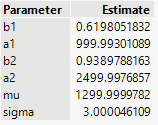 Parameter Estimate
b1 0.6198051832
a1 999.99301089
b2 0.9389788163
a2 2499.9976857
mu 1299.9999782
sigma 3.000046109